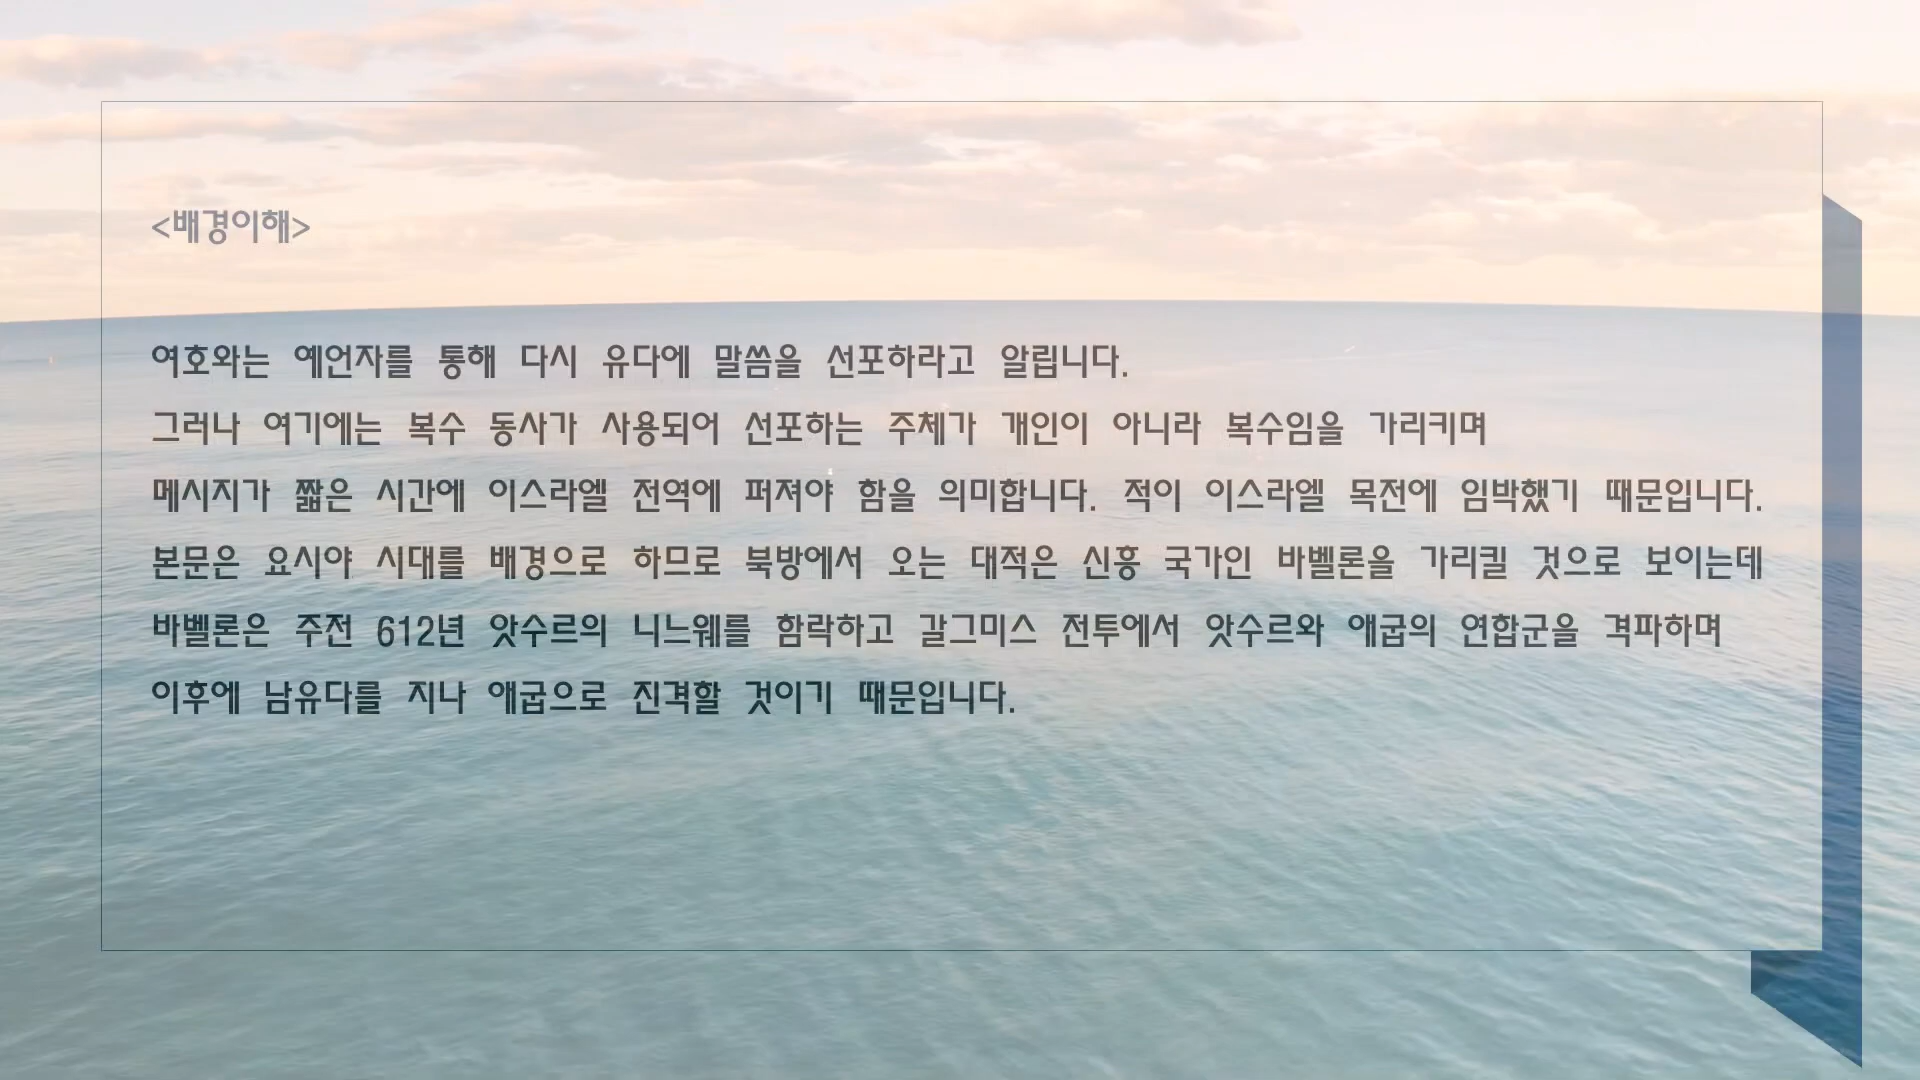 <배경이해>
여호와는 예언자를 통해 다시 유다에 말씀을 선포하라고 알립니다.
그러나 여기에는 복수 동사가 사용되어 선포하는 주체가 개인이 아니라 복수임을 가리키며
메시지가 짧은 시간에 이스라엘 전역에 퍼져야 함을 의미합니다. 적이 이스라엘 목전에 임박했기 때문입니다.
본문은 요시야 시대를 배경으로 하므로 북방에서 오는 대적은 신흥 국가인 바벨론을 가리킬 것으로 보이는데
바벨론은 주전 612년 앗수르의 니느웨를 함락하고 갈그미스 전투에서 앗수르와 애굽의 연합군을 격파하며
이후에 남유다를 지나 애굽으로 진격할 것이기 때문입니다.